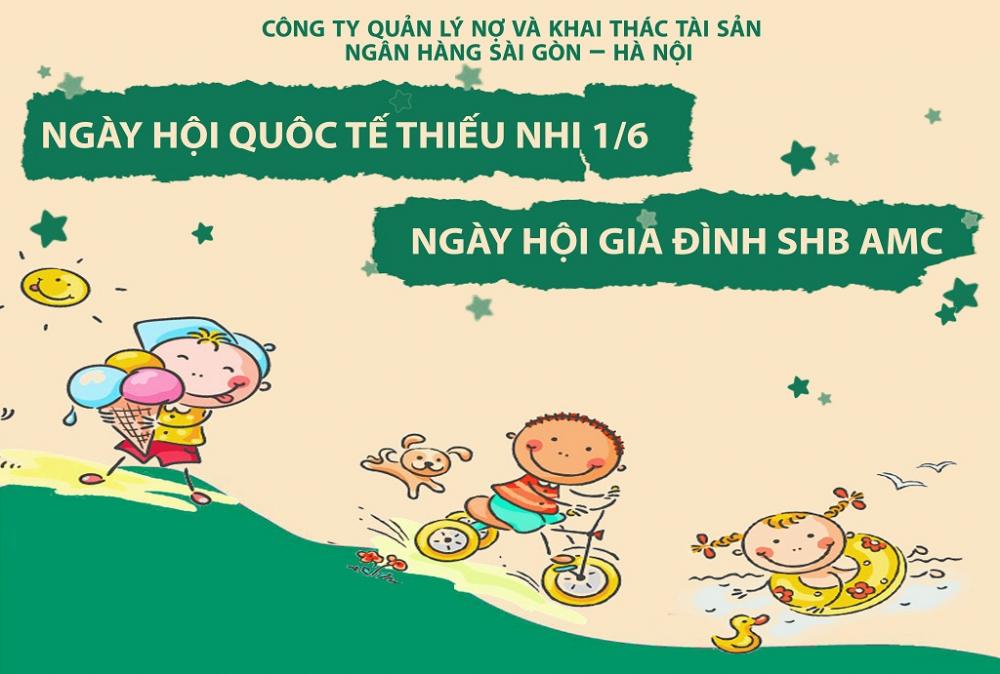 CÔNG TY QUẢN LÝ NỢ VÀ KHAI THÁC TÀI SẢN
NGÂN HÀNG SÀI GÒN – HÀ NỘI
NGÀY HỘI QUÔC TẾ THIẾU NHI 1/6
NGÀY HỘI GIA ĐÌNH SHB AMC